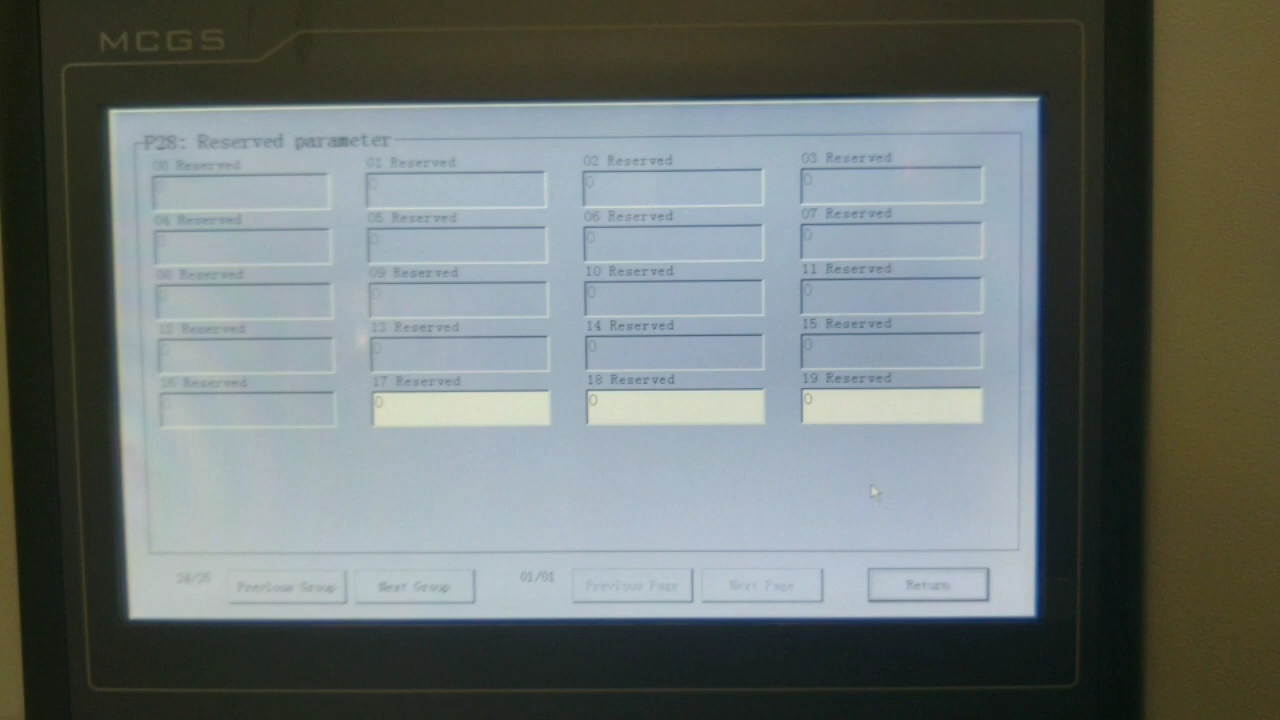 MCGS
P28: Reserved parameter
00 Reserved 01 Reserved 02 Reserved 03 Reserved
0 0 0
04 Reserved 05 Reserved 06 Reserved 07 Reserved
0 0 0
08 Reserved 09 Reserved 10 Reserved 11 Reserved
0 0 0
12 Reserved 13 Reserved 14 Reserved 15 Reserved
0 0 0
16 Reserved 17 Reserved 18 Reserved 19 Reserved
0 0 0
Previous Group Next Group 01/01 Previous Page Next Page Return